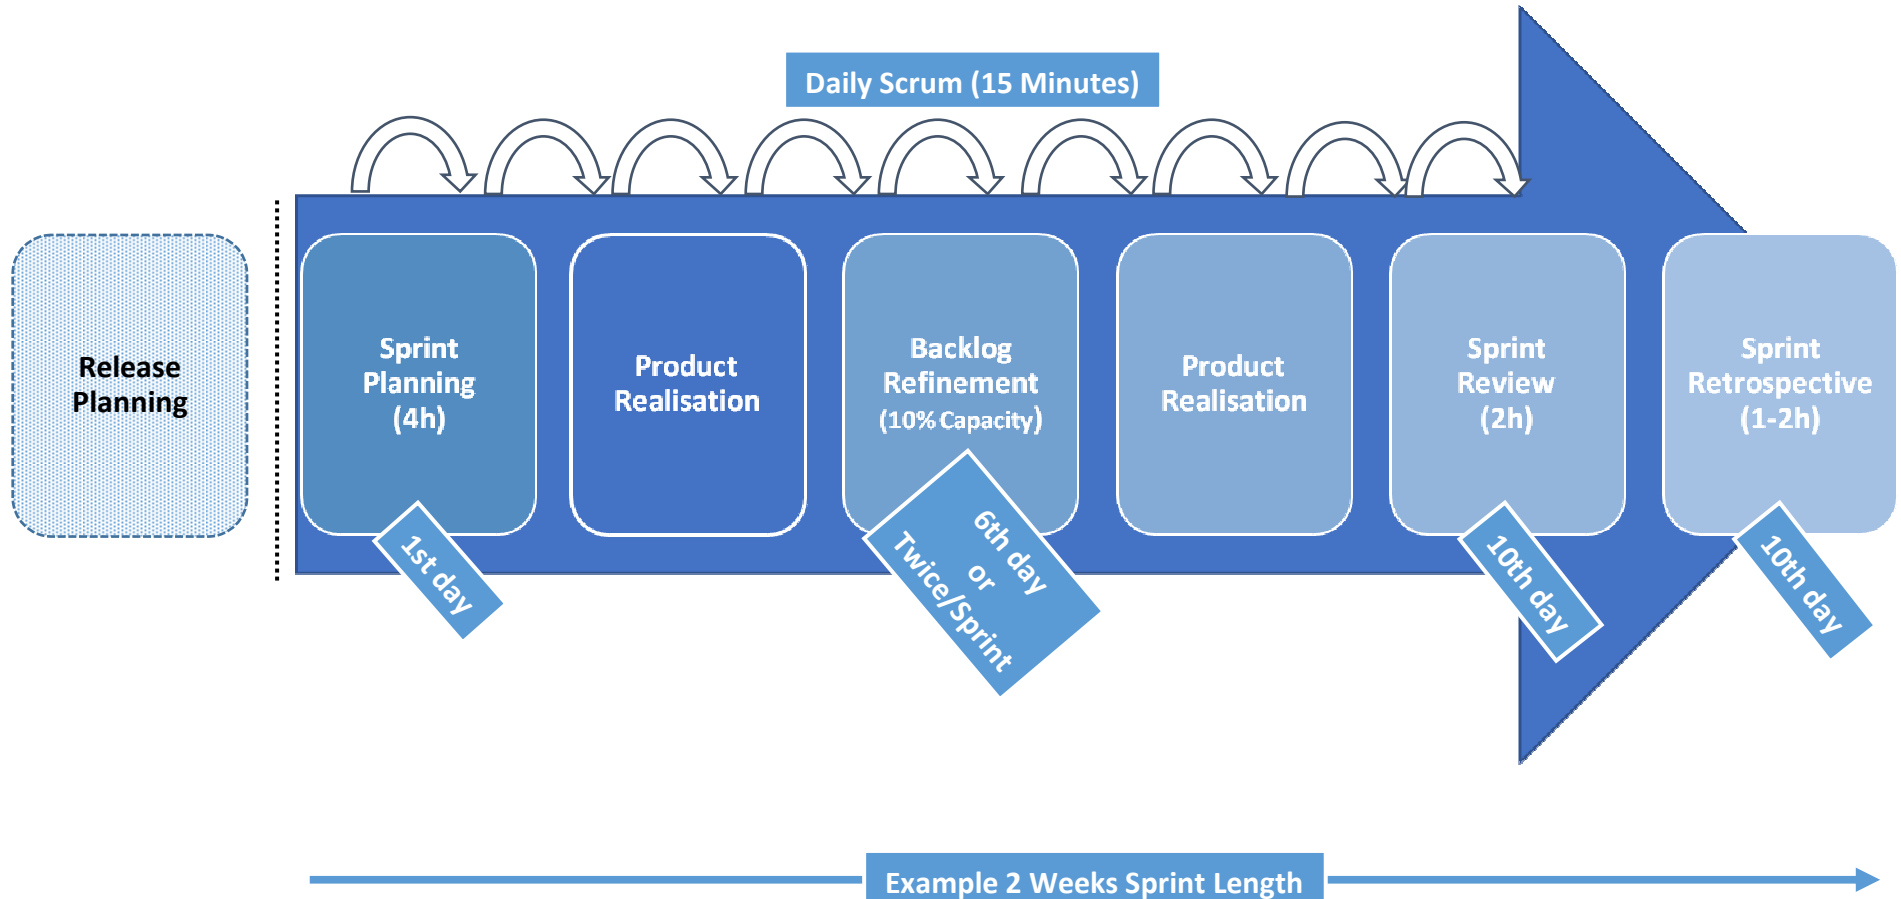 Daily Scrum (15 Minutes)
Release
Planning
Sprint
Planning
(4h)
Product
Realisation
Backlog
Refinement
(10% Capacity)
Product
Realisation
Sprint
Review
(2h)
Sprint
Retrospective
(1-2h)
1st day
6th day
or
Twice/Sprint
10th day
10th day
Example 2 Weeks Sprint Length